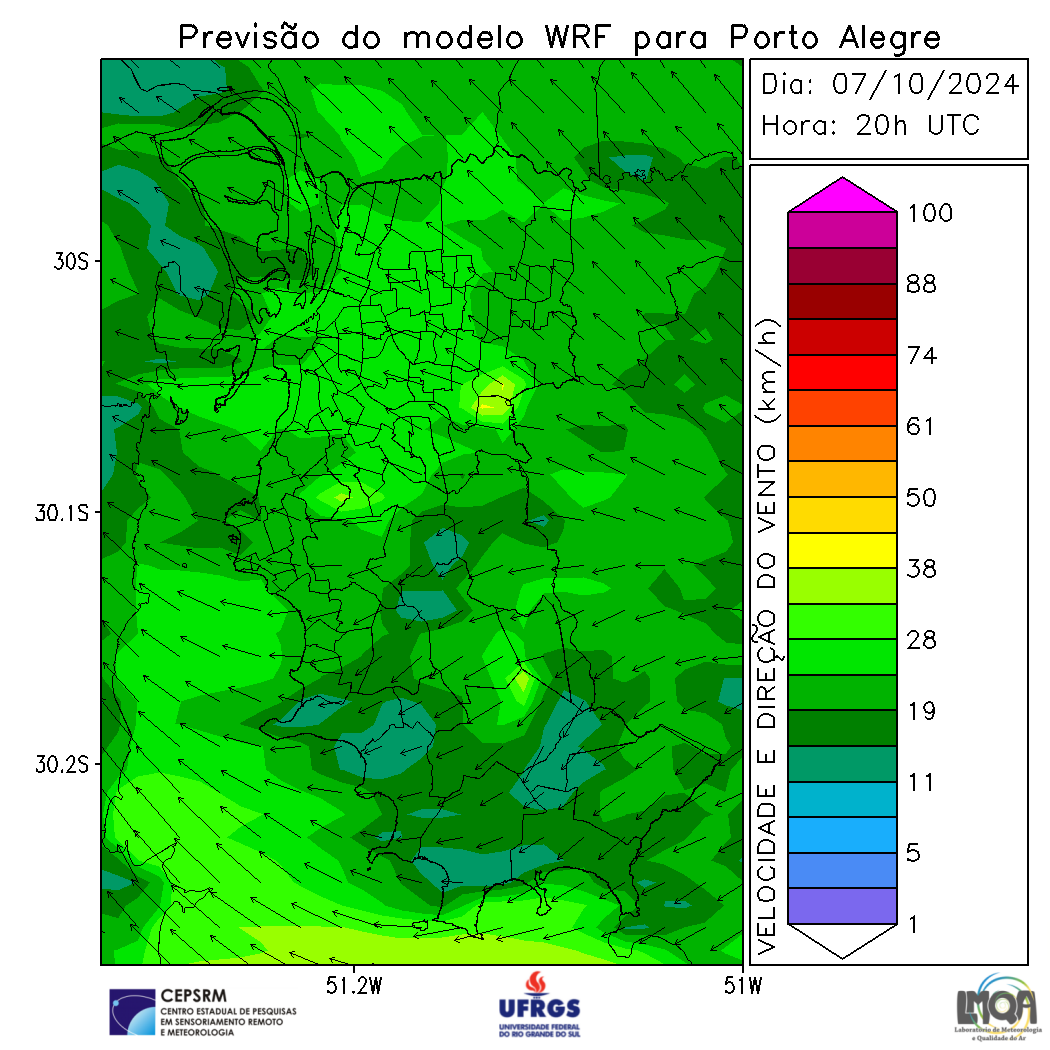 Previsão do modelo WRF para Porto Alegre
Dia: 07/10/2024
Hora: 20h UTC
30S
30.1S
30.2S
51.2W
51W
VELOCIDADE E DIREÇÃO DO VENTO (km/h)
100
88
74
61
50
38
28
19
11
5
1
CEPSRM
CENTRO ESTADUAL DE PESQUISAS
EM SENSORIAMENTO REMOTO
E METEOROLOGIA
UFRGS
UNIVERSIDADE FEDERAL
DO RIO GRANDE DO SUL
LMQA
Laboratório de Meteorologia
e Qualidade do Ar